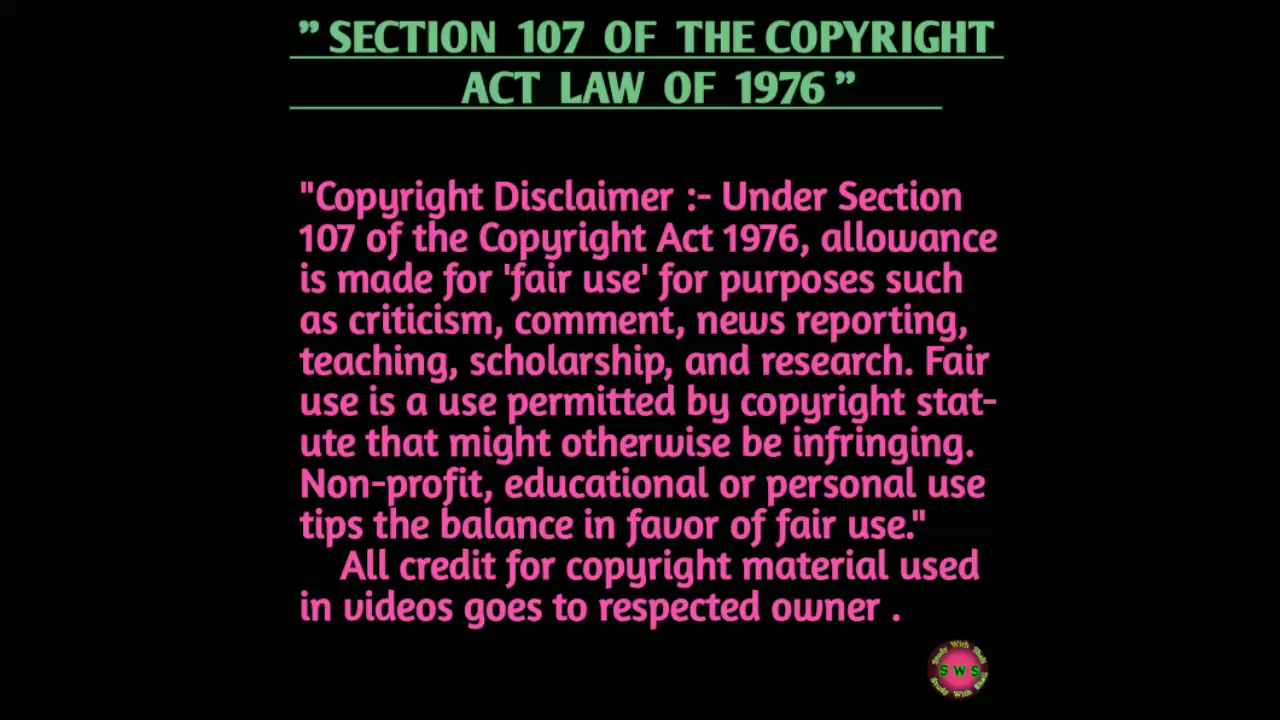 ” SECTION 107 OF THE COPYRIGHT
ACT LAW OF 1976 ”
"Copyright Disclaimer :- Under Section
107 of the Copyright Act 1976, allowance
is made for 'fair use' for purposes such
as criticism, comment, news reporting,
teaching, scholarship, and research. Fair
use is a use permitted by copyright stat-
ute that might otherwise be infringing.
Non-profit, educational or personal use
tips the balance in favor of fair use."
All credit for copyright material used
in videos goes to respected owner .
Study With
S W S
Study With